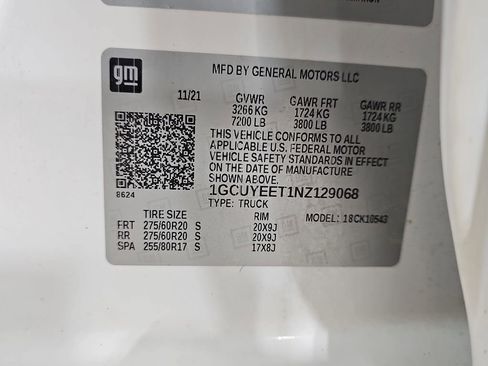 gm
MFD BY GENERAL MOTORS LLC
11/21 GVWR GAWR FRT GAWR RR
3266 KG 1724 KG 1724 KG
7200 LB 3800 LB 3800 LB
THIS VEHICLE CONFORMS TO ALL
APPLICABLE U.S. FEDERAL MOTOR
VEHICLE SAFETY STANDARDS IN EFFECT
ON THE DATE OF MANUFACTURE
SHOWN ABOVE.
8624 1GCUYEET1NZ129068
TYPE: TRUCK
TIRE SIZE RIM MODEL: 18CK10543
FRT 275/60R20 S 20X9J
RR 275/60R20 S 20X9J
SPA 255/80R17 S 17X8J